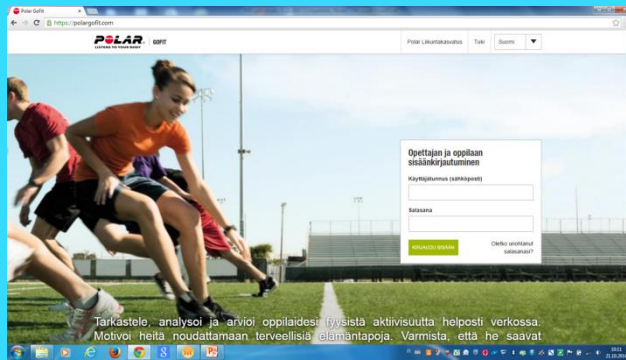 Polar GoFit
https://polargofit.com
POLAR
LISTENS TO YOUR BODY
GOFIT
Polar Liikuntakasvatus
Tuki
Suomi
Opettajan ja oppilaan
sisäänkirjautuminen
Käyttäjätunnus (sähköposti)
Salasana
KIRJAUDU SISÄÄN
Oletko unohtanut
salasanasi?
Tarkastele, analysoi ja arvioi oppilaidesi fyysistä aktiivisuutta helposti verkossa.
Motivoi heitä noudattamaan terveellisiä elämäntapoja. Varmista, että he saavat